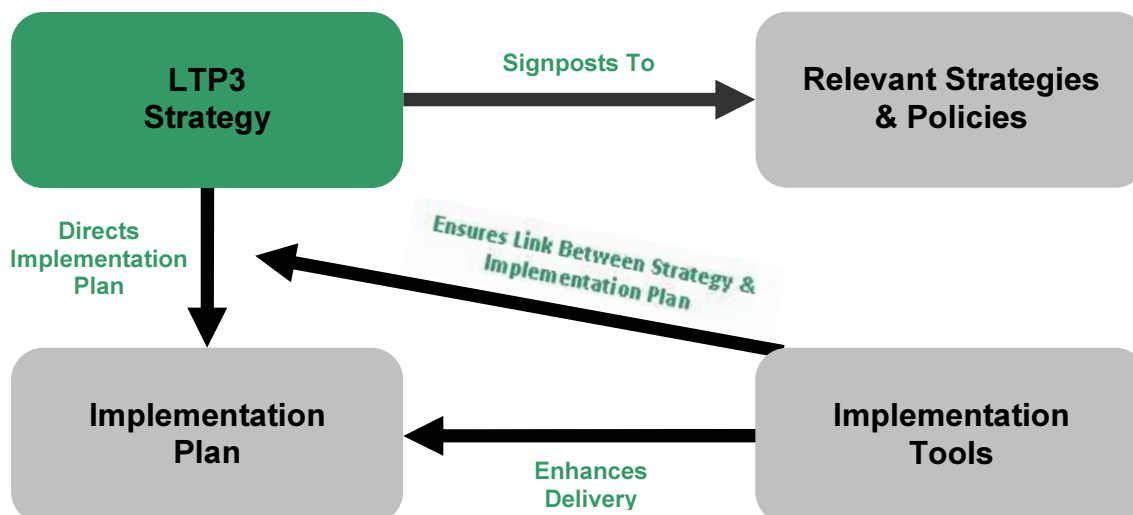 LTP3
Strategy
Signposts To
Relevant Strategies
& Policies
Directs
Implementation
Plan
Ensures Link Between Strategy &
Implementation Plan
Implementation
Plan
Enhances
Delivery
Implementation
Tools